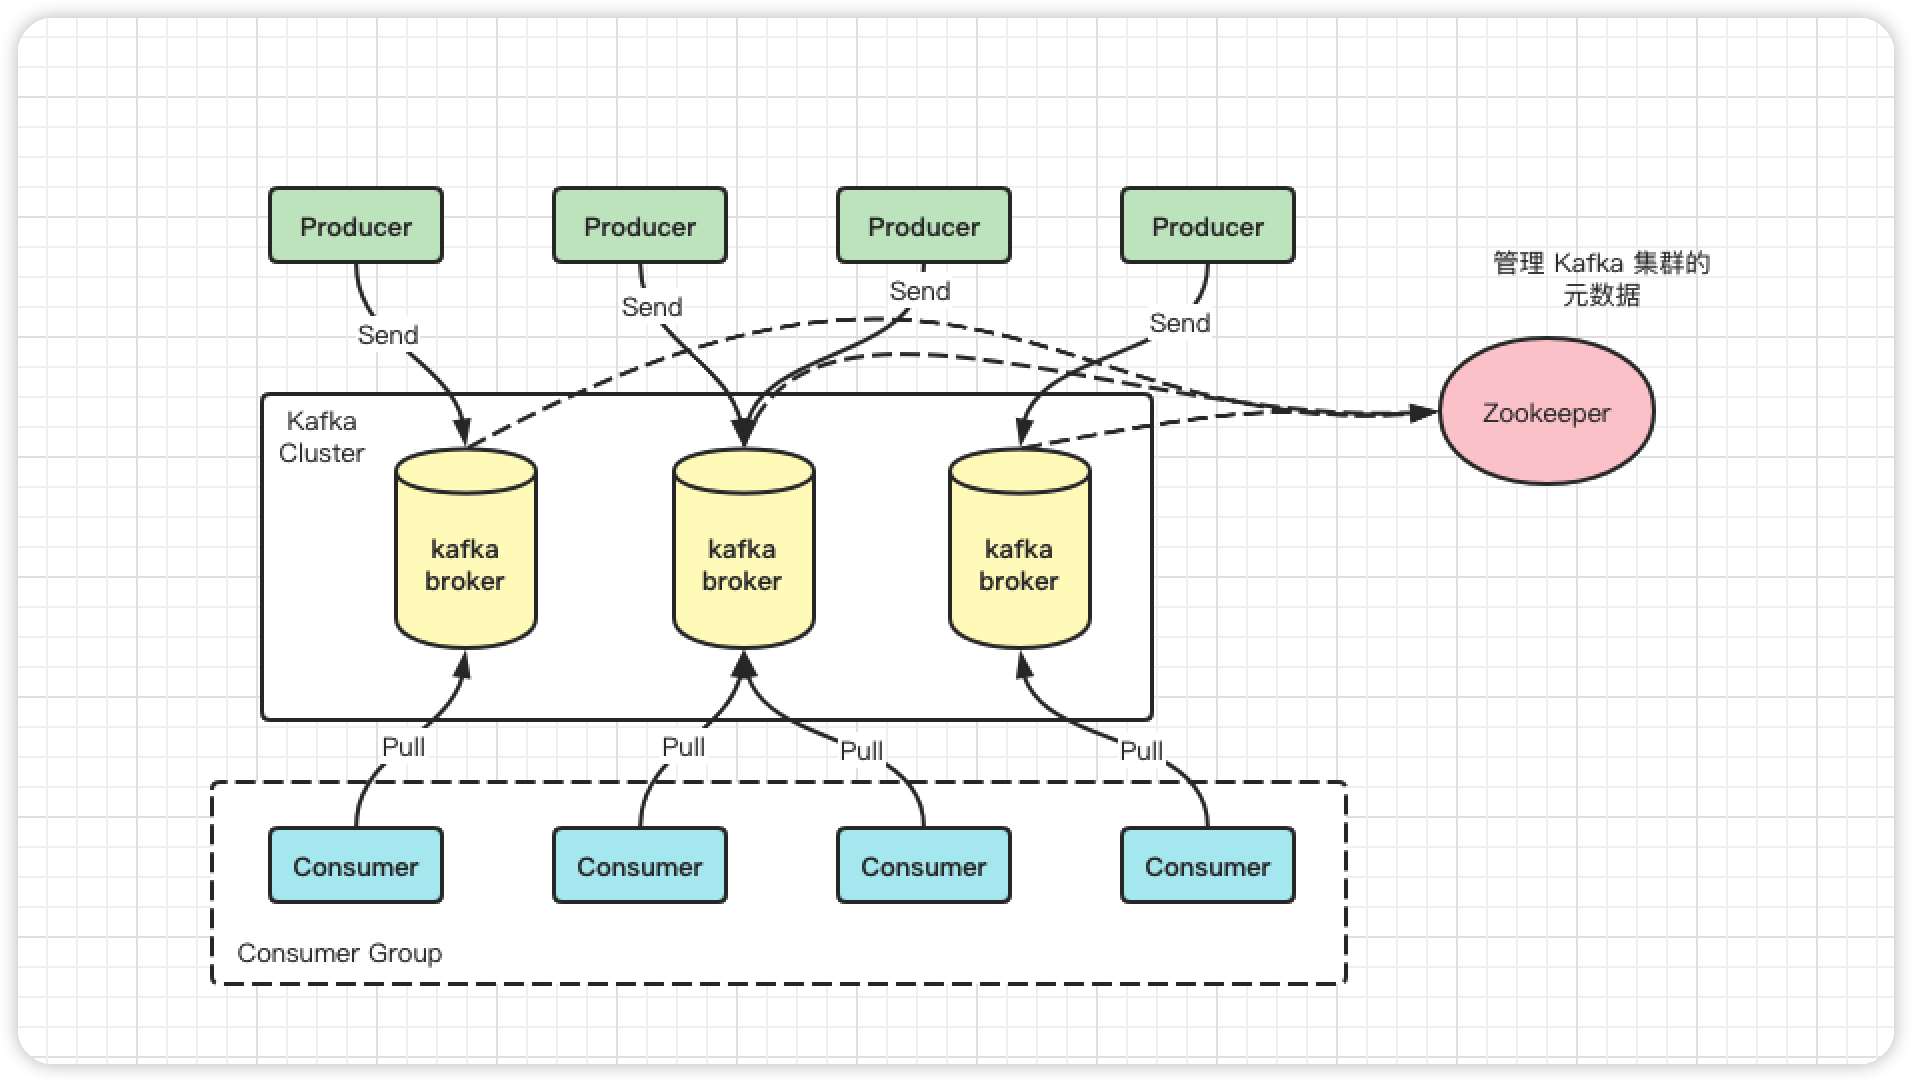 Producer
Producer
Producer
Producer
Send
Send
Send
Send
管理 Kafka 集群的
元数据
Zookeeper
Kafka
Cluster
kafka
broker
kafka
broker
kafka
broker
Pull
Pull
Pull
Pull
Consumer
Consumer
Consumer
Consumer
Consumer Group